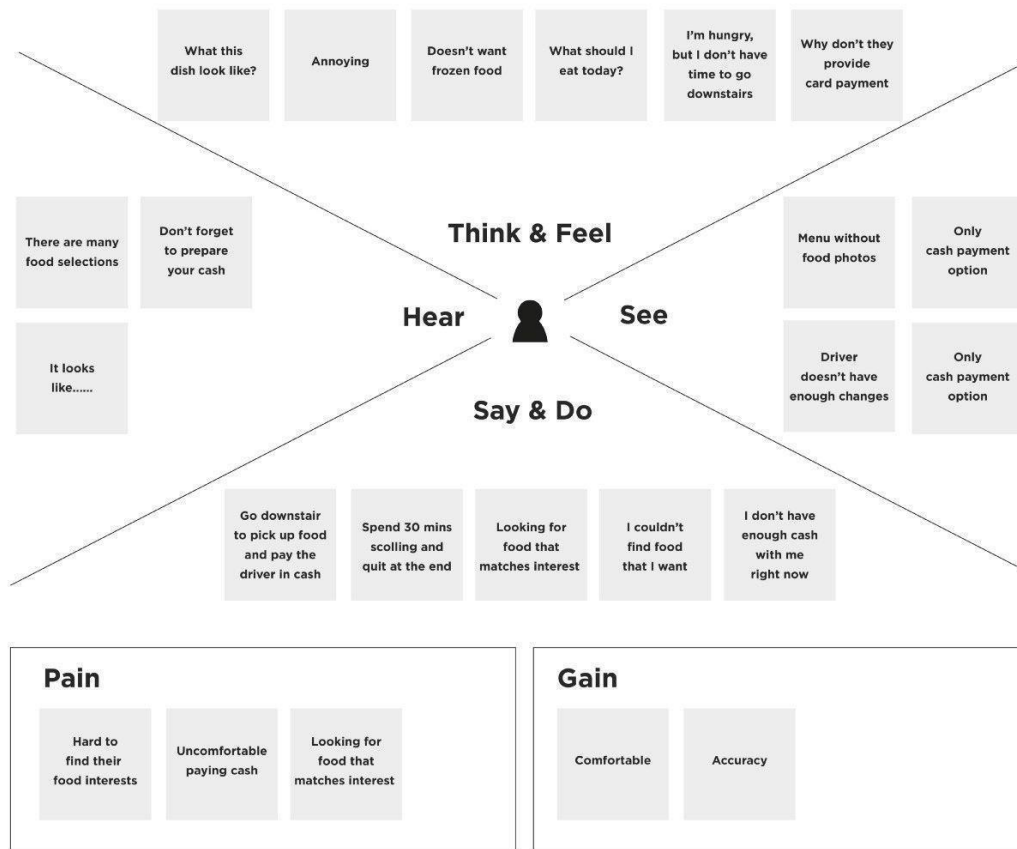 What this
dish look like?
Annoying
Doesn't want
frozen food
What should I
eat today?
I'm hungry,
but I don't have
time to go
downstairs
Why don't they
provide
card payment
Think & Feel
There are many
food selections
Don't forget
to prepare
your cash
It looks
like......
Hear
See
Menu without
food photos
Only
cash payment
option
Driver
doesn't have
enough changes
Only
cash payment
option
Say & Do
Go downstair
to pick up food
and pay the
driver in cash
Spend 30 mins
scolling and
quit at the end
Looking for
food that
matches interest
I couldn't
find food
that I want
I don't have
enough cash
with me
right now
Pain
Hard to
find their
food interests
Uncomfortable
paying cash
Looking for
food that
matches interest
Gain
Comfortable
Accuracy